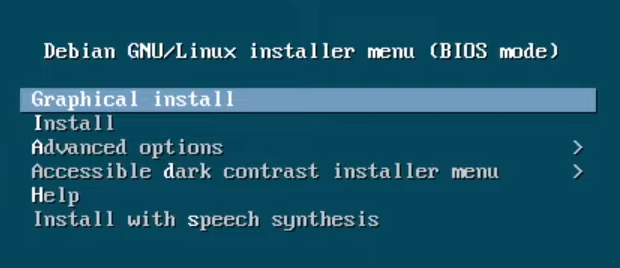 Debian GNU/Linux installer menu (BIOS mode)
Graphical install
Install
Advanced options >
Accessible dark contrast installer menu >
Help
Install with speech synthesis